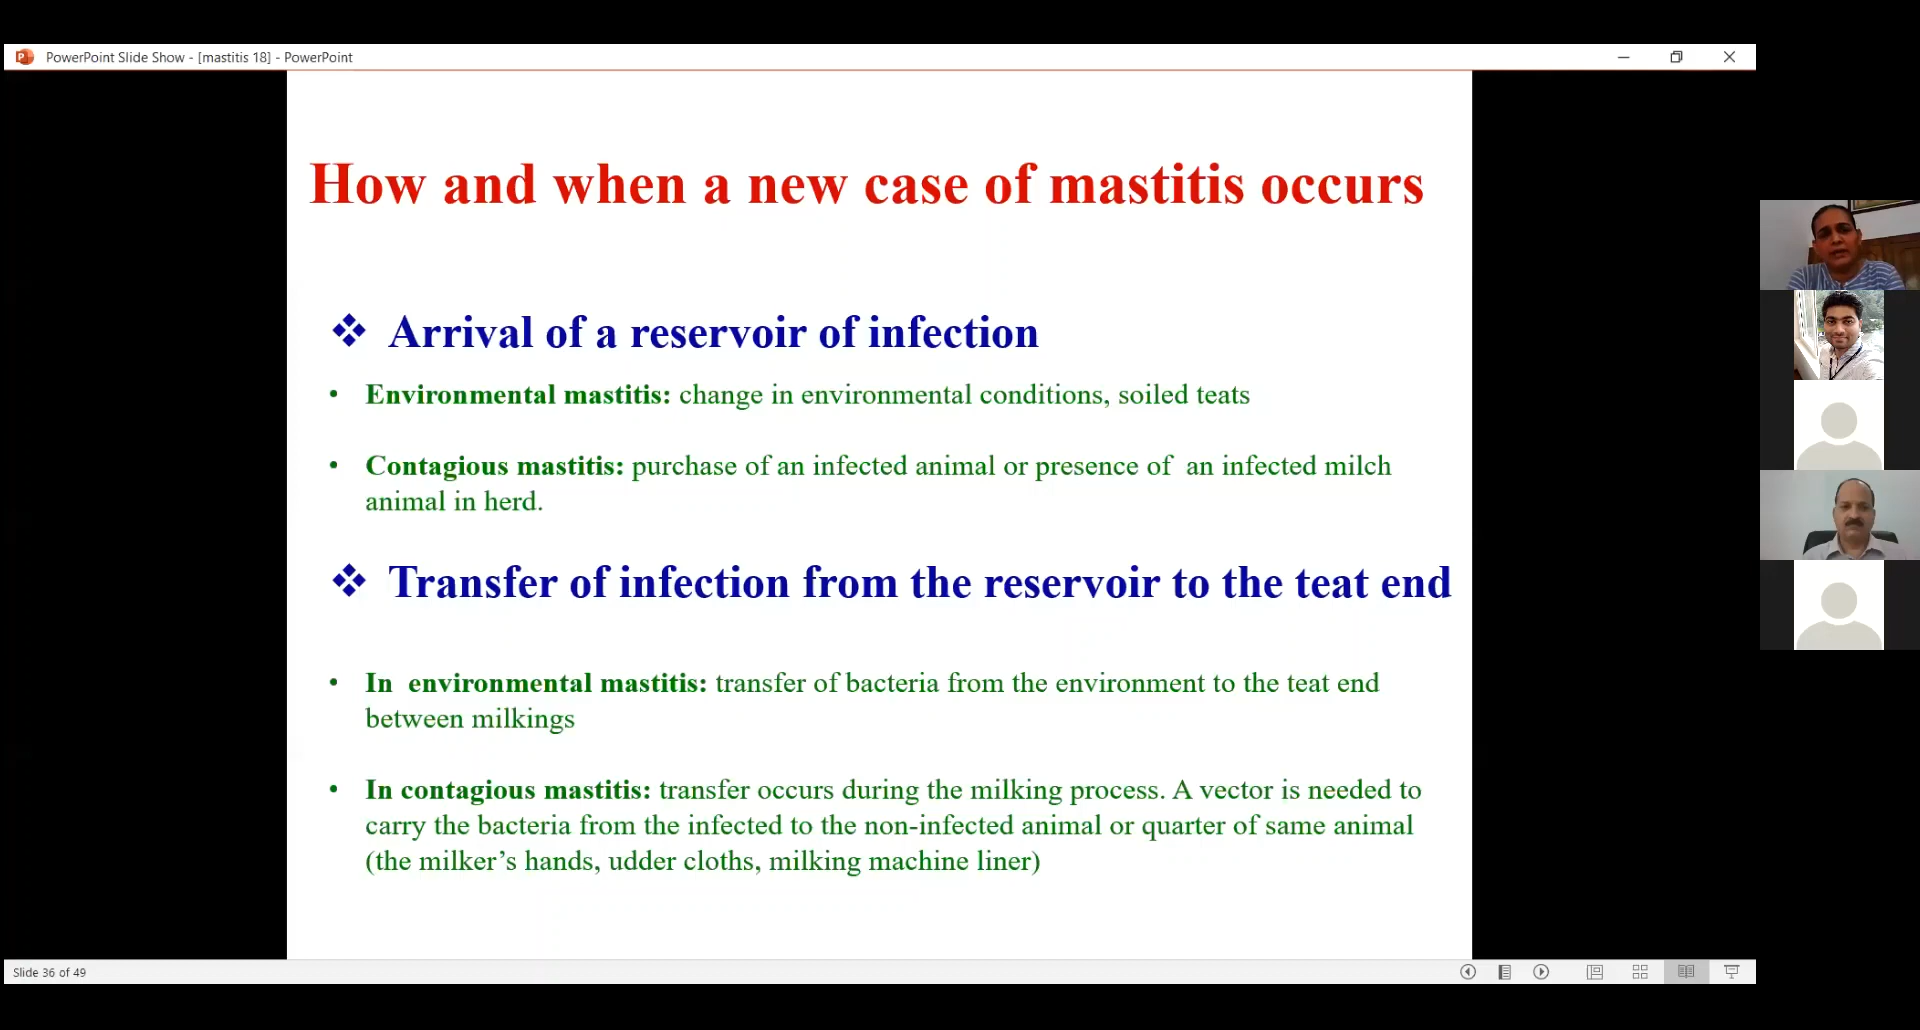 PowerPoint Slide Show - [mastitis 18] - PowerPoint
How and when a new case of mastitis occurs
❖ Arrival of a reservoir of infection
• Environmental mastitis: change in environmental conditions, soiled teats
• Contagious mastitis: purchase of an infected animal or presence of an infected milch
animal in herd.
❖ Transfer of infection from the reservoir to the teat end
• In environmental mastitis: transfer of bacteria from the environment to the teat end
between milkings
• In contagious mastitis: transfer occurs during the milking process. A vector is needed to
carry the bacteria from the infected to the non-infected animal or quarter of same animal
(the milker’s hands, udder cloths, milking machine liner)
Slide 36 of 49